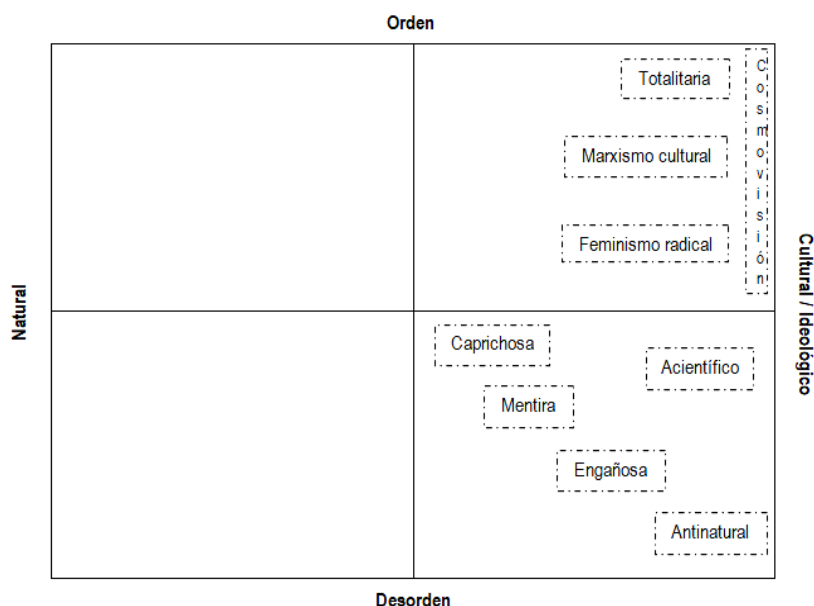 Orden
Totalitaria
Cosmovisión
Marxismo cultural
Feminismo radical
Natural
Cultural / Ideológico
Caprichosa
Acientífico
Mentira
Engañosa
Antinatural
Desorden